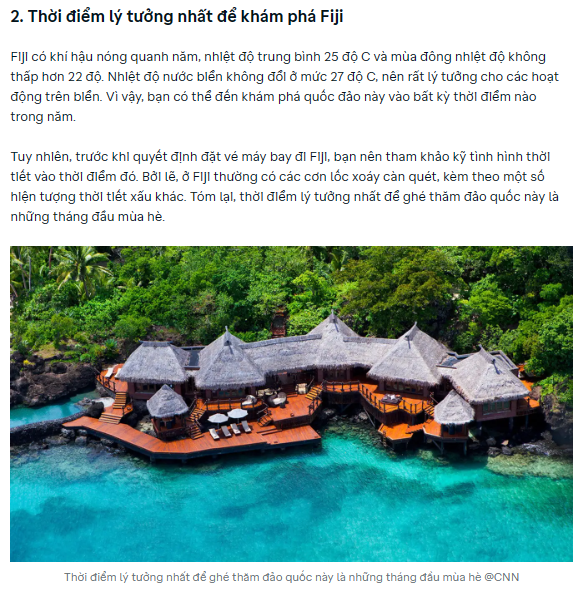 2. Thời điểm lý tưởng nhất để khám phá Fiji
Fiji có khí hậu nóng quanh năm, nhiệt độ trung bình 25 độ C và mùa đông nhiệt độ không
thấp hơn 22 độ. Nhiệt độ nước biển không đổi ở mức 27 độ C, nên rất lý tưởng cho các hoạt
động trên biển. Vì vậy, bạn có thể đến khám phá quốc đảo này vào bất kỳ thời điểm nào
trong năm.
Tuy nhiên, trước khi quyết định đặt vé máy bay đi Fiji, bạn nên tham khảo kỹ tình hình thời
tiết vào thời điểm đó. Bởi lẽ, ở Fiji thường có các cơn lốc xoáy càn quét, kèm theo một số
hiện tượng thời tiết xấu khác. Tóm lại, thời điểm lý tưởng nhất để ghé thăm đảo quốc này là
những tháng đầu mùa hè.
Thời điểm lý tưởng nhất để ghé thăm đảo quốc này là những tháng đầu mùa hè @CNN